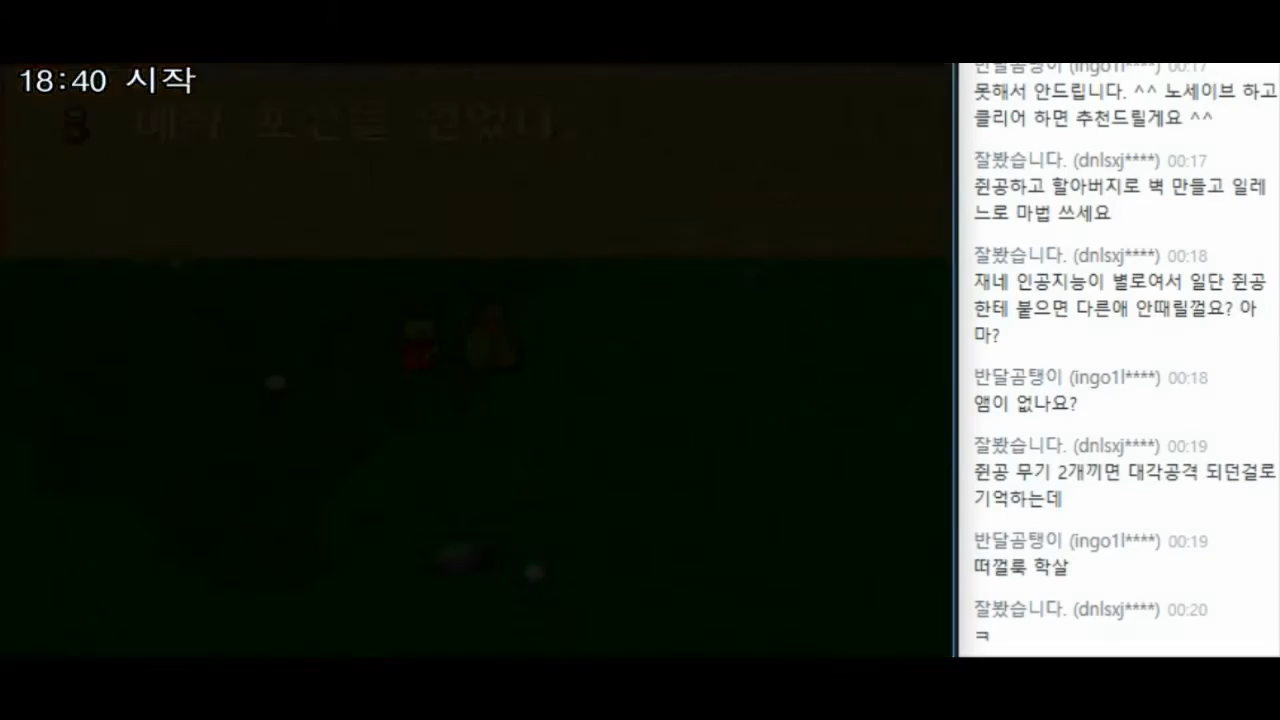 18:40 시작
반달곰탱이 (ingo1l****) 00:17
못해서 안드립니다. ^^ 노세이브 하고
클리어 하면 추천드릴게요 ^^
잘봤습니다. (dnlsxj****) 00:17
쥔공하고 할아버지로 벽 만들고 일레
느로 마법 쓰세요
잘봤습니다. (dnlsxj****) 00:18
재네 인공지능이 별로여서 일단 쥔공
한테 붙으면 다른애 안때릴껄요? 아
마?
반달곰탱이 (ingo1l****) 00:18
앰이 없나요?
잘봤습니다. (dnlsxj****) 00:19
쥔공 무기 2개끼면 대각공격 되던걸로
기억하는데
반달곰탱이 (ingo1l****) 00:19
떠껄룩 학살
잘봤습니다. (dnlsxj****) 00:20
ㅋ